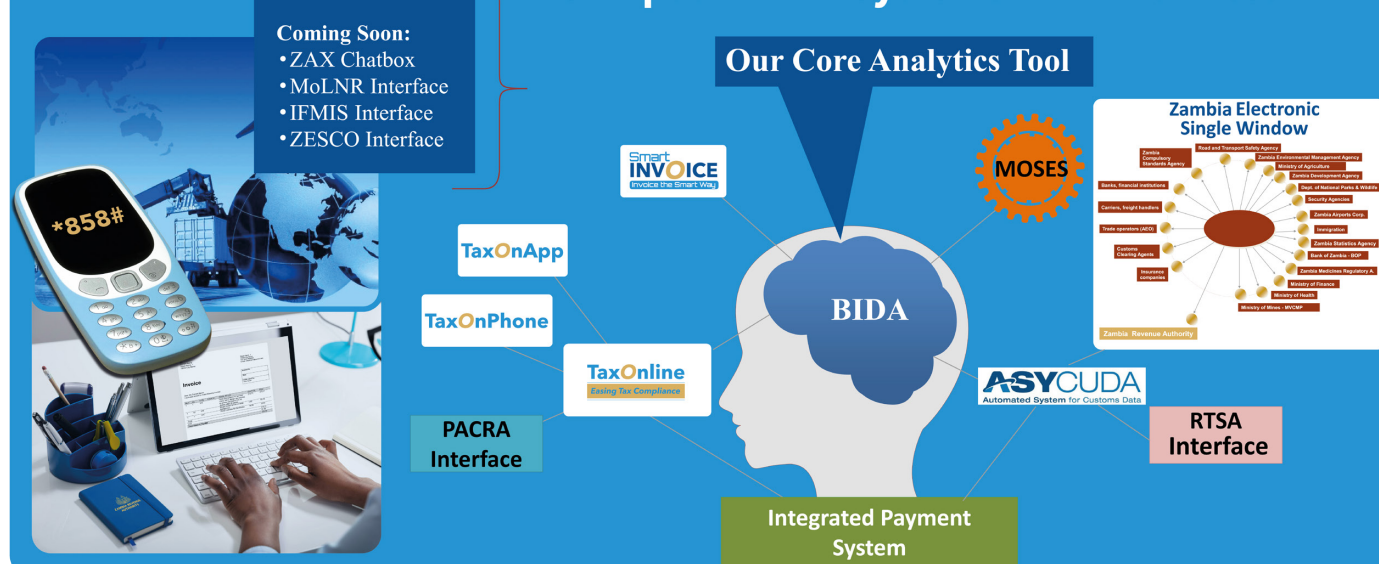 Coming Soon:
• ZAX Chatbox
• MoLNR Interface
• IFMIS Interface
• ZESCO Interface
*858#
Invoice
Our Core Analytics Tool
Smart
INVOICE
Invoice the Smart Way
MOSES
TaxOnApp
TaxOnPhone
TaxOnline
Easing Tax Compliance
PACRA
Interface
BIDA
ASYCUDA
Automated System for Customs Data
RTSA
Interface
Integrated Payment
System
Zambia Electronic
Single Window
Road and Transport Safety Agency
Zambia
Compulsory
Standards Agency
Zambia Environmental Management Agency
Ministry of Agriculture
Zambia Development Agency
Banks, financial institutions
Dept. of National Parks & Wildlife
Security Agencies
Carriers, freight handlers
Zambia Airports Corp.
Trade operators (AEO)
Immigration
Zambia Statistics Agency
Customs
Clearing Agents
Bank of Zambia - BOP
Zambia Medicines Regulatory A.
Insurance
companies
Ministry of Finance
Ministry of Health
Ministry of Mines - MVCMP
Zambia Revenue Authority